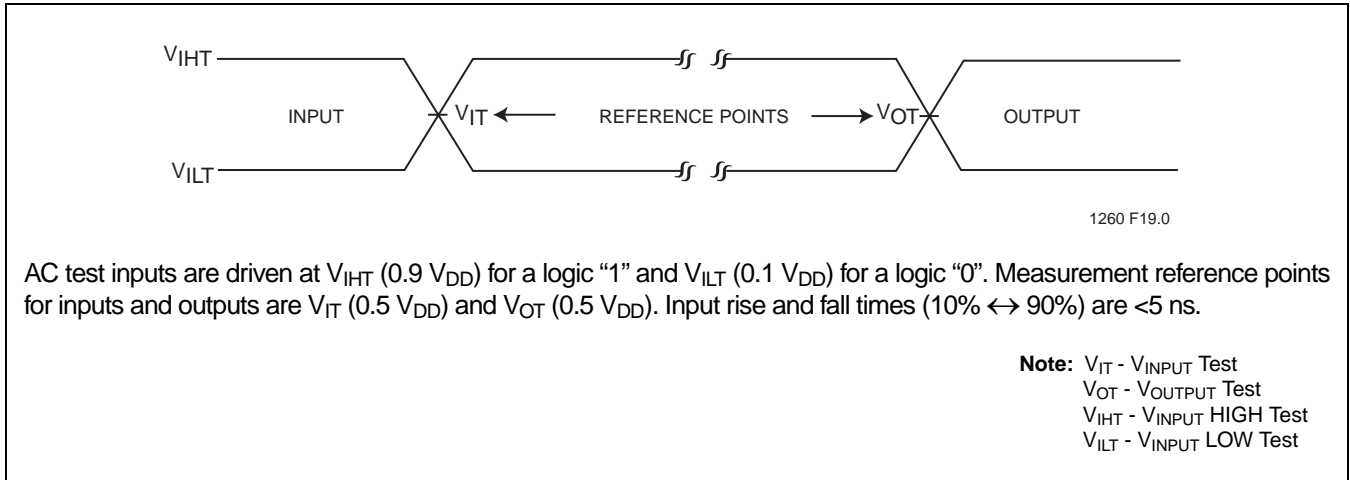 VIHT
INPUT VIT REFERENCE POINTS VOT OUTPUT
VILT
1260 F19.0
AC test inputs are driven at VIHT (0.9 VDD) for a logic “1” and VILT (0.1 VDD) for a logic “0”. Measurement reference points
for inputs and outputs are VIT (0.5 VDD) and VOT (0.5 VDD). Input rise and fall times (10% ↔ 90%) are <5 ns.
Note: VIT - VINPUT Test
VOT - VOUTPUT Test
VIHT - VINPUT HIGH Test
VILT - VINPUT LOW Test